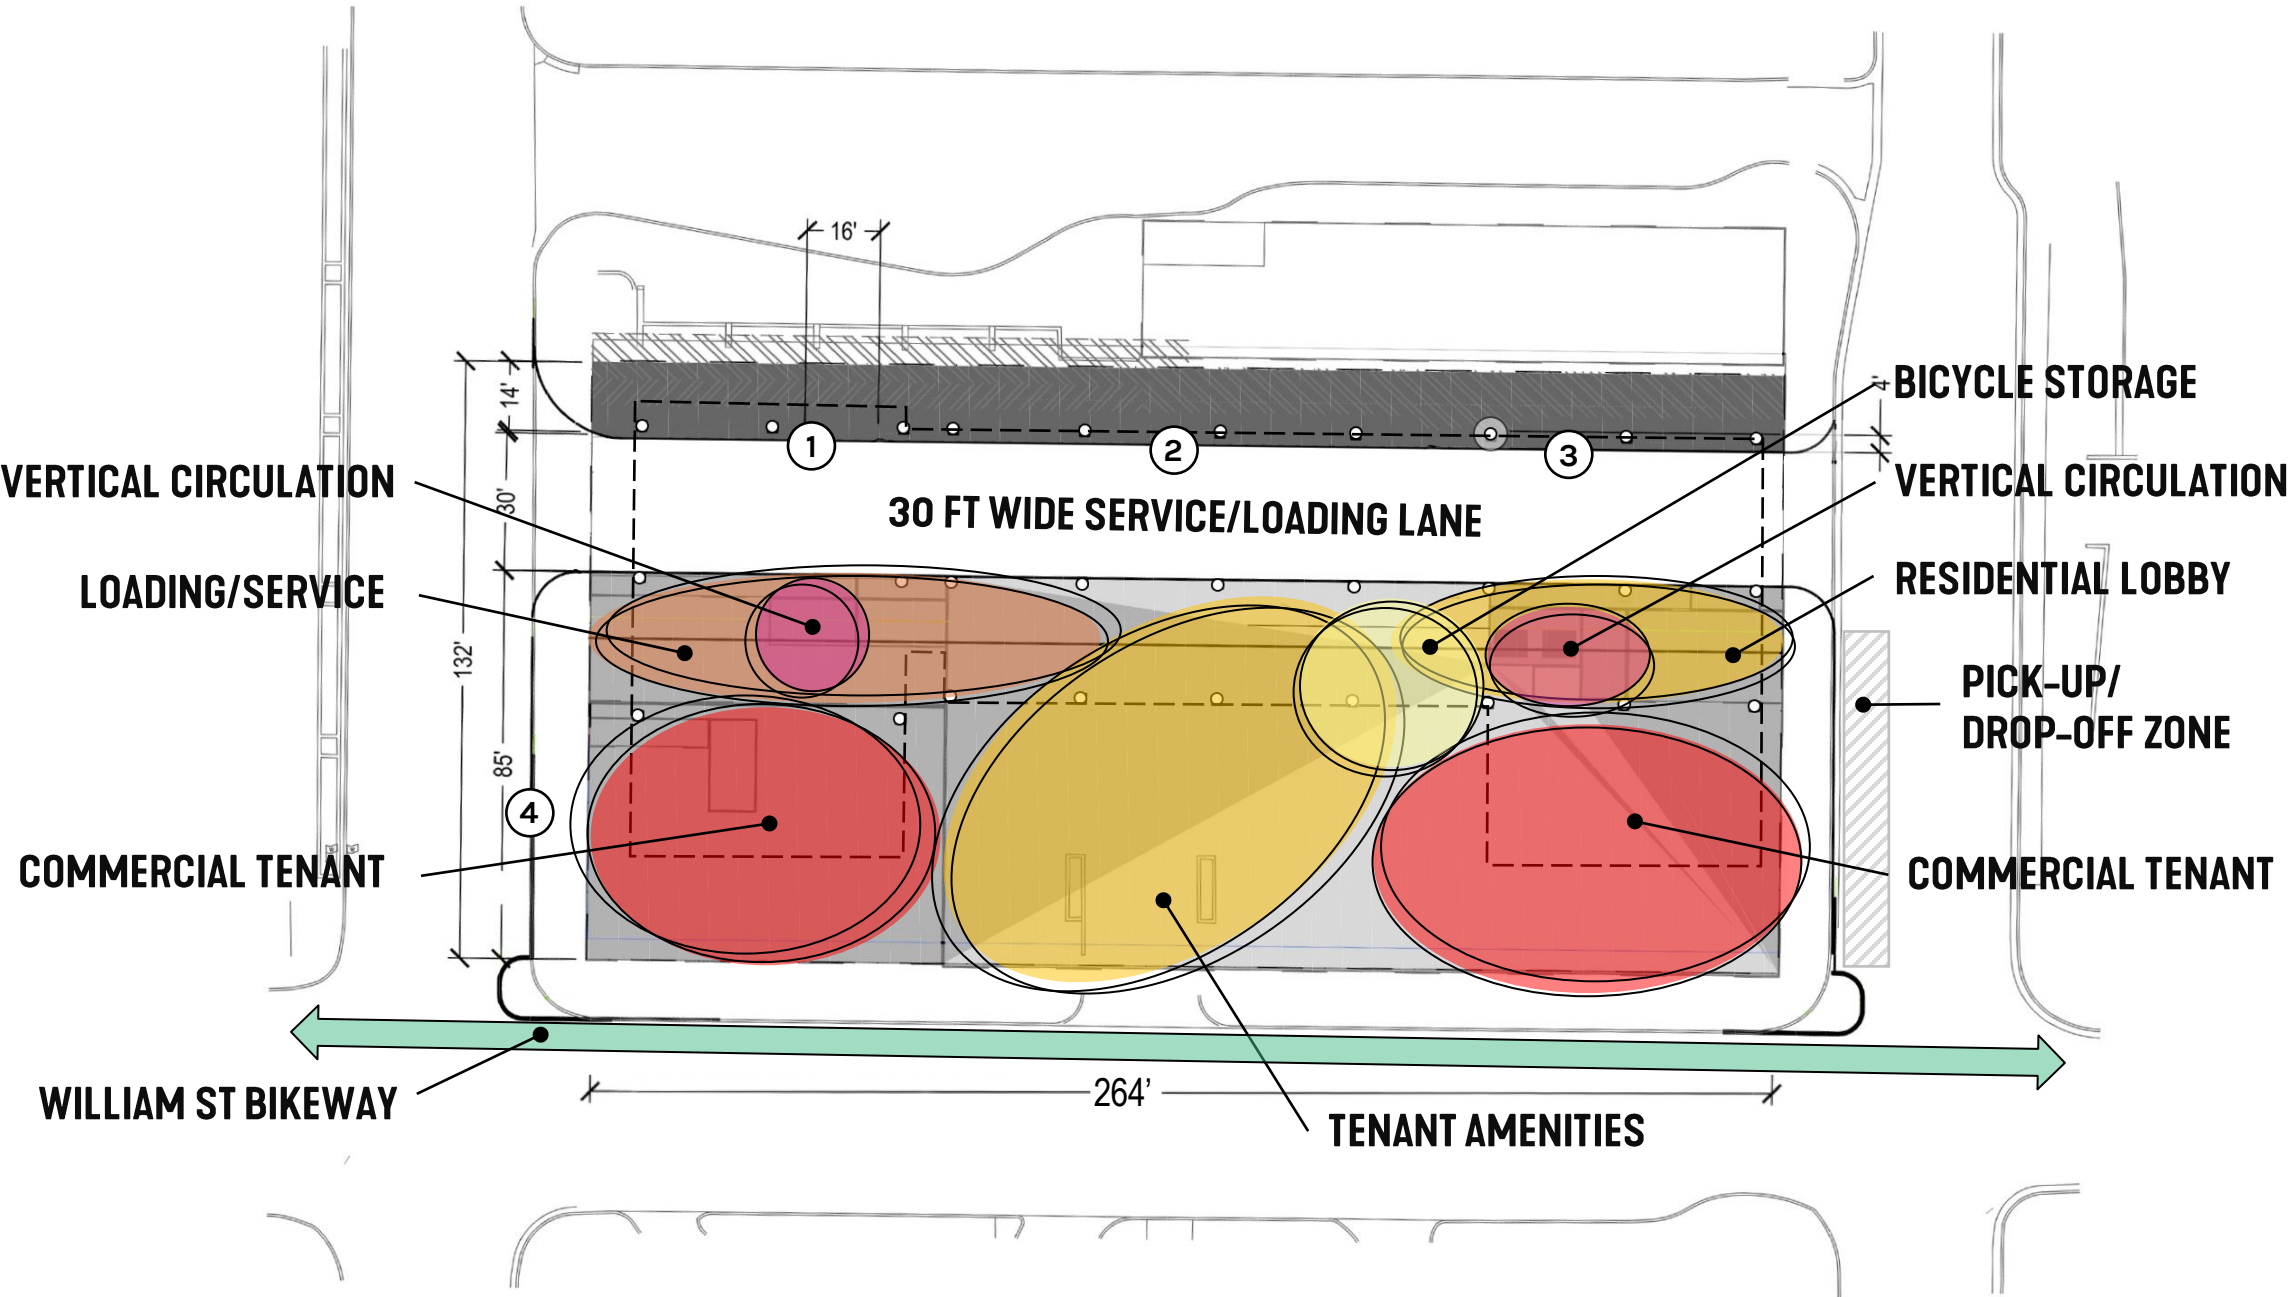 16'
BICYCLE STORAGE
4'
14'
1
2
3
VERTICAL CIRCULATION
30'
30 FT WIDE SERVICE/LOADING LANE
VERTICAL CIRCULATION
LOADING/SERVICE
RESIDENTIAL LOBBY
132'
PICK-UP/
DROP-OFF ZONE
85'
4
COMMERCIAL TENANT
COMMERCIAL TENANT
WILLIAM ST BIKEWAY
264'
TENANT AMENITIES